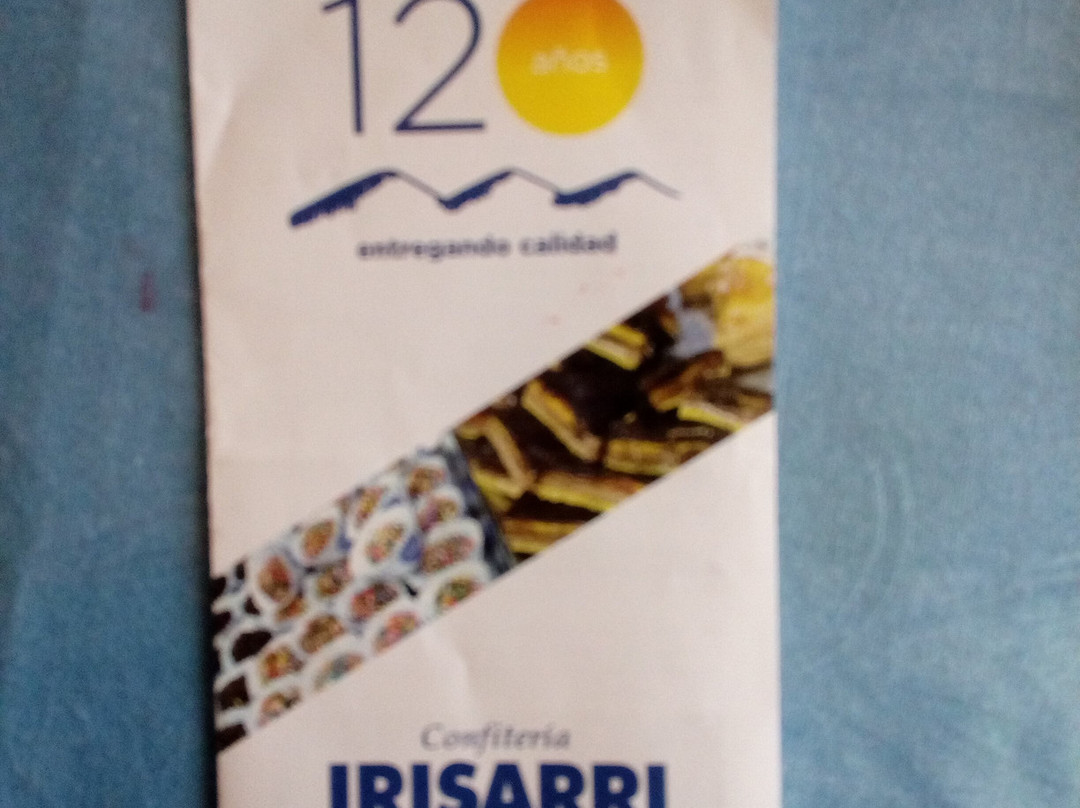 120
años
entregando calidad
Confitería
IRISARRI